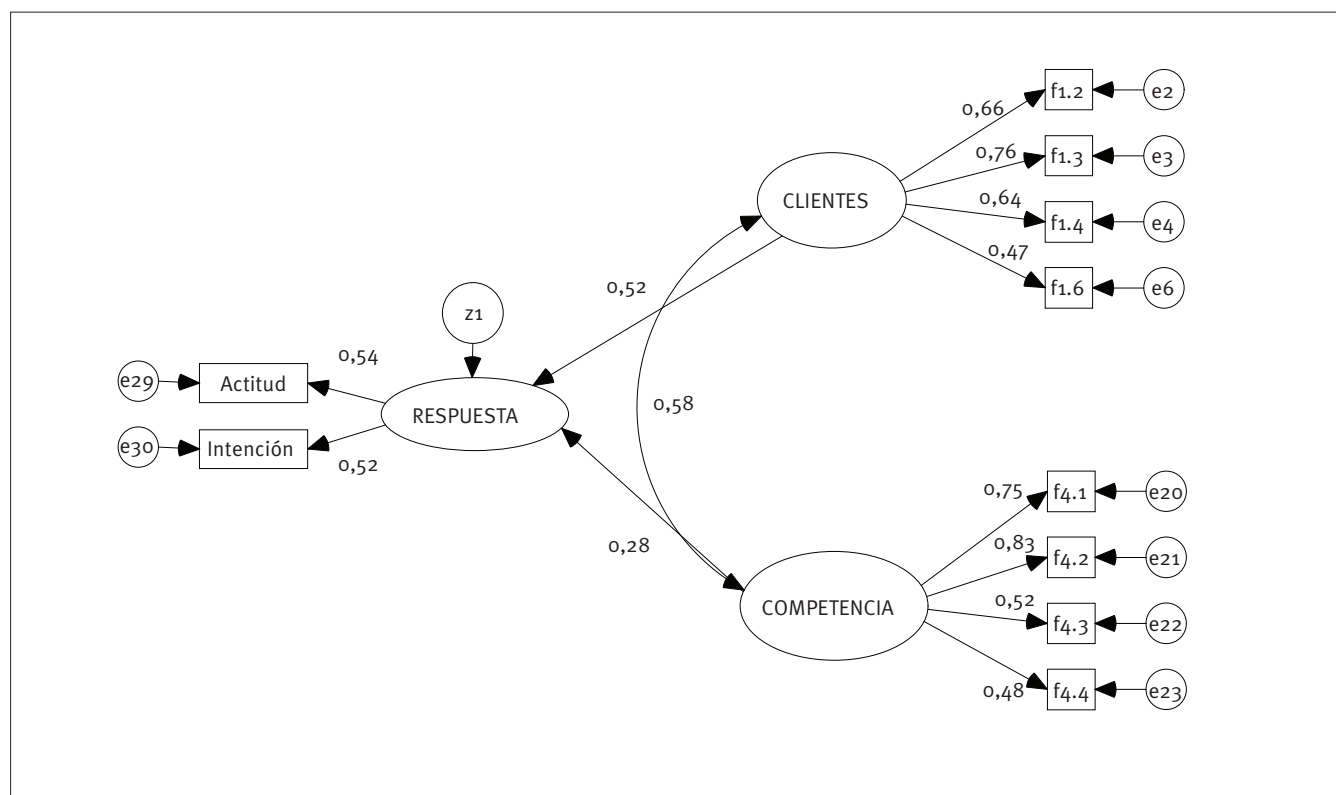 f1.2
e2
0,66
f1.3
e3
0,76
CLIENTES
0,64
f1.4
e4
0,47
f1.6
e6
0,52
z1
0,54
e29
Actitud
0,58
RESPUESTA
e30
Intención
0,52
0,75
f4.1
e20
0,28
0,83
f4.2
e21
COMPETENCIA
0,52
f4.3
e22
0,48
f4.4
e23